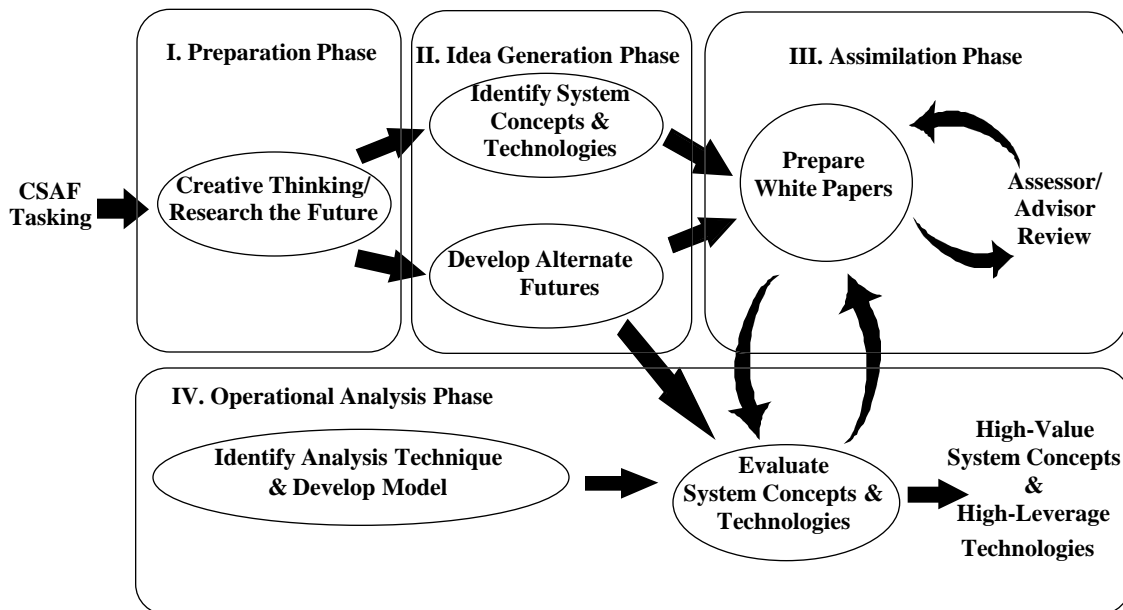 I. Preparation Phase
II. Idea Generation Phase
III. Assimilation Phase
CSAF
Tasking
Creative Thinking/
Research the Future
Identify System
Concepts &
Technologies
Develop Alternate
Futures
Prepare
White Papers
Assessor/
Advisor
Review
IV. Operational Analysis Phase
Identify Analysis Technique
& Develop Model
Evaluate
System Concepts &
Technologies
High-Value
System Concepts
&
High-Leverage
Technologies